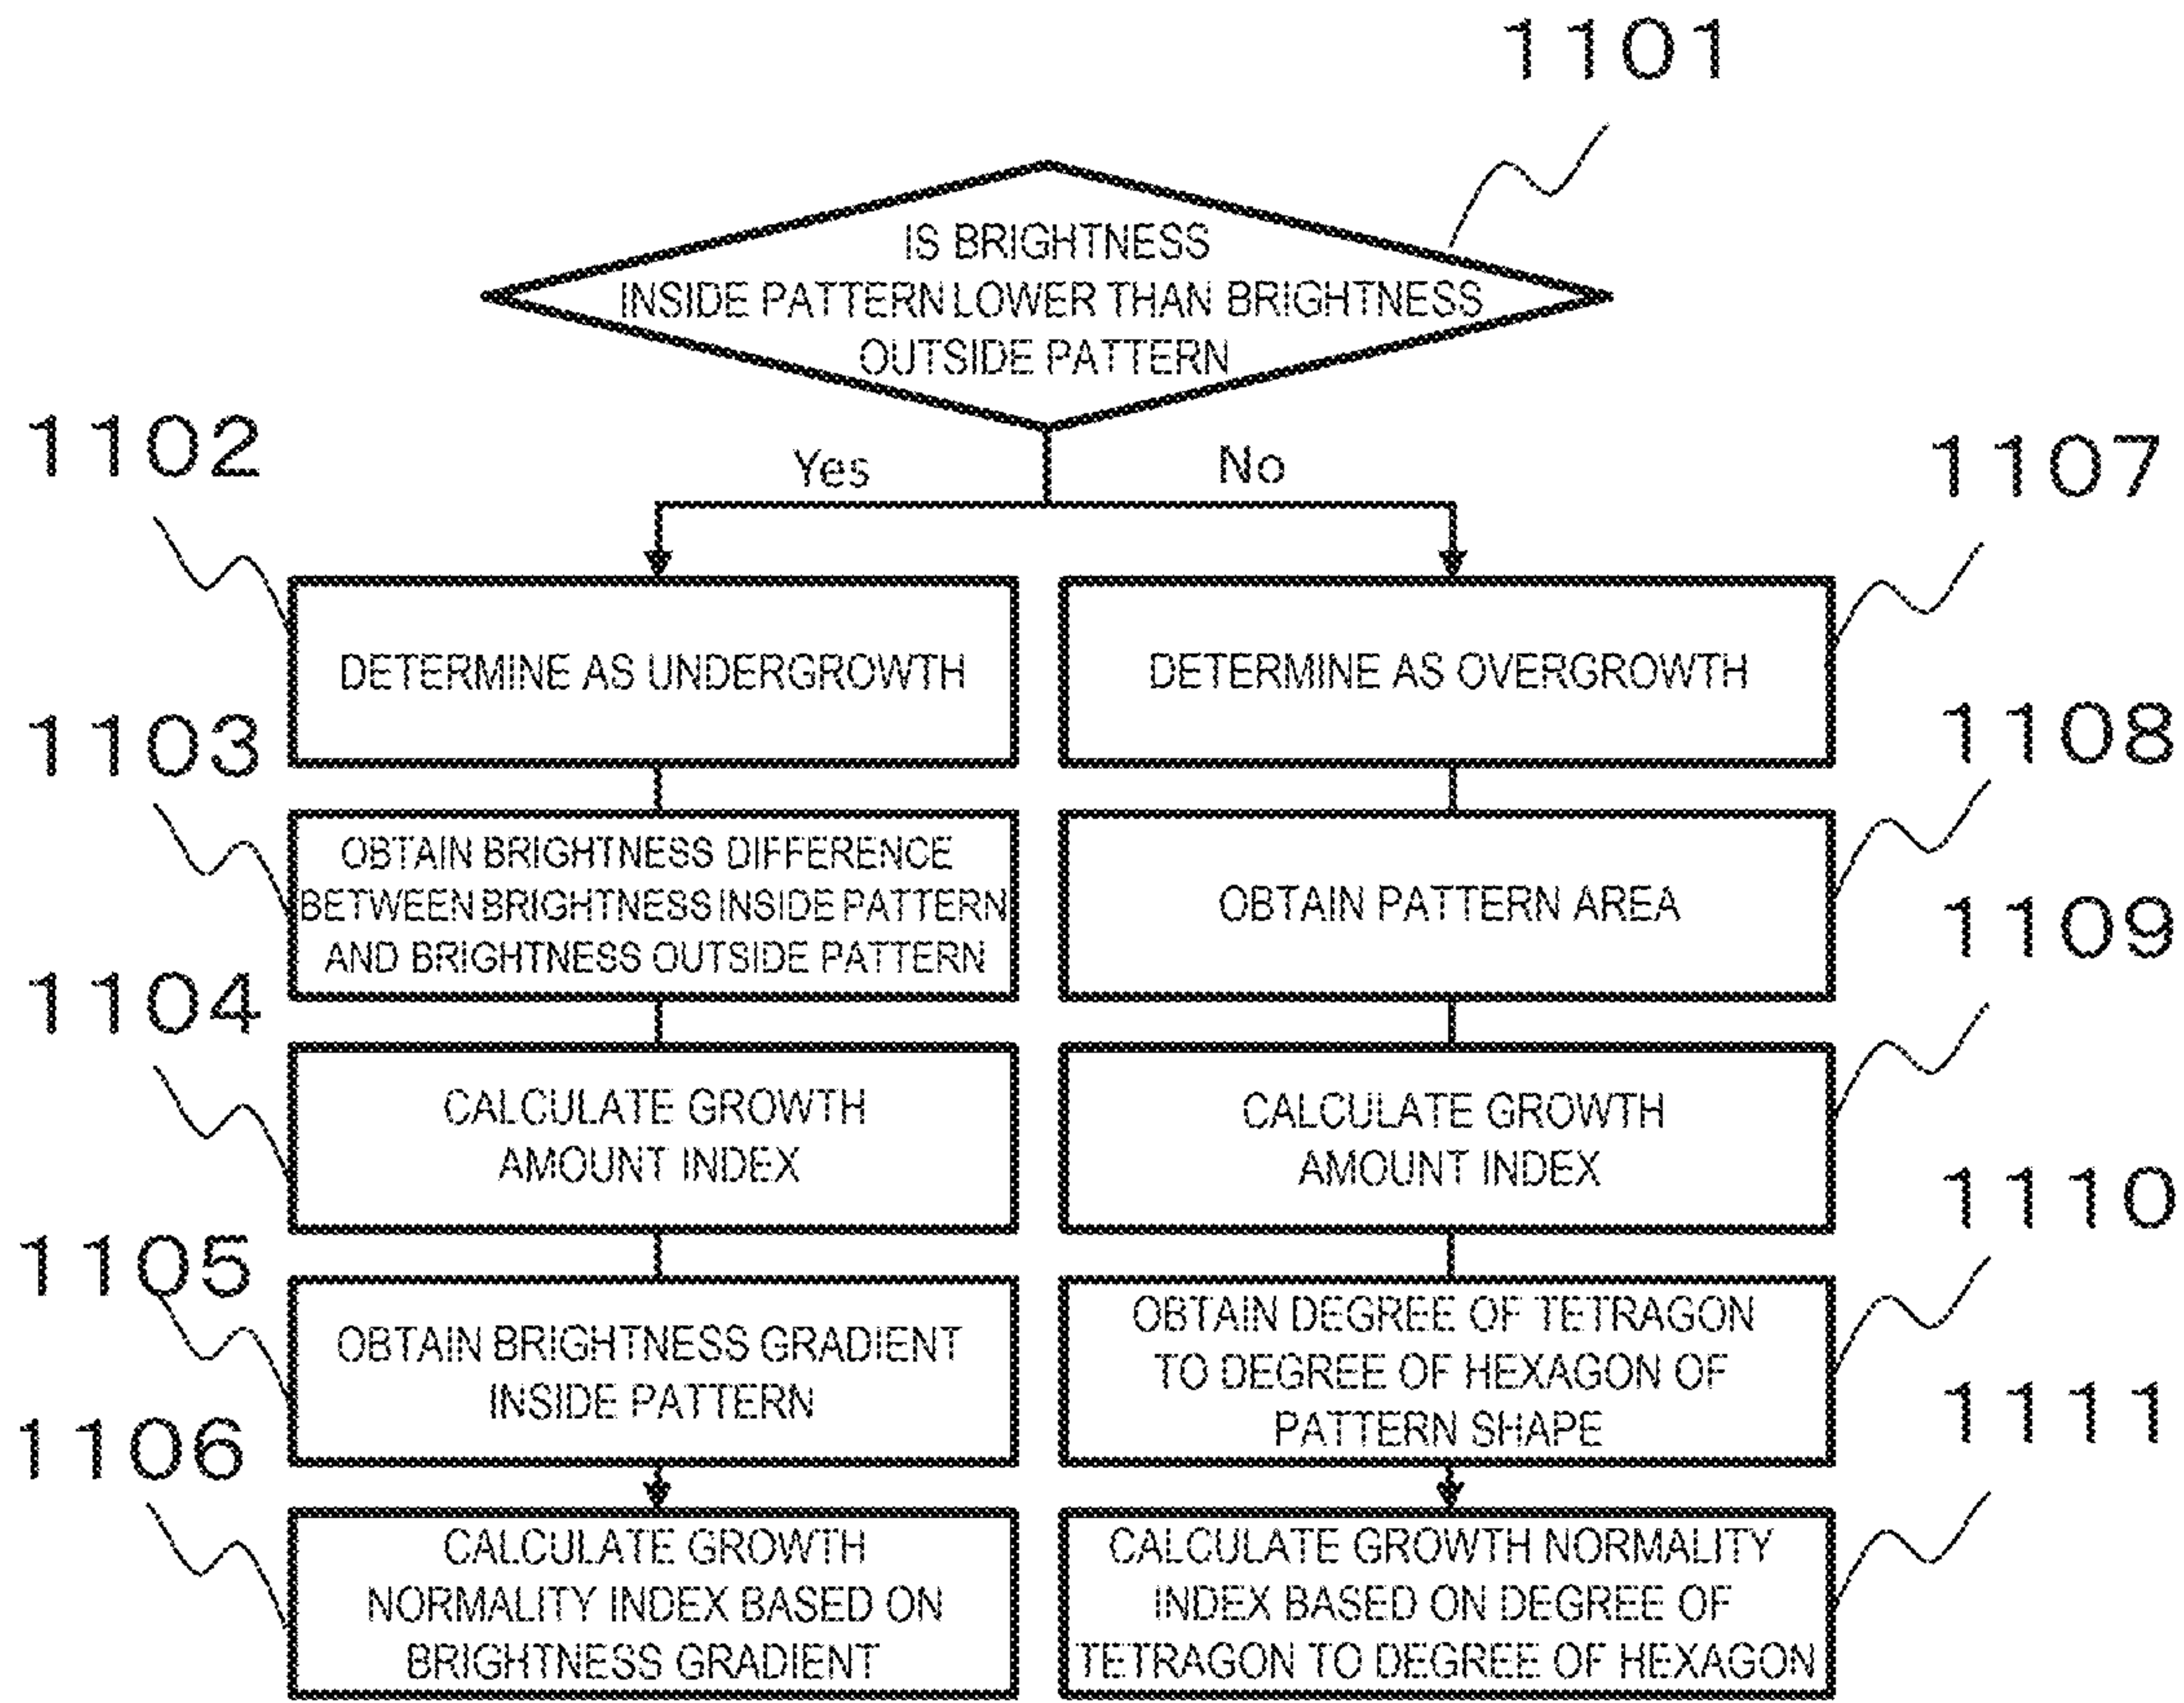 1101
IS BRIGHTNESS
INSIDE PATTERN LOWER THAN BRIGHTNESS
OUTSIDE PATTERN
Yes
No
1102
DETERMINE AS UNDERGROWTH
1103
OBTAIN BRIGHTNESS DIFFERENCE
BETWEEN BRIGHTNESS INSIDE PATTERN
AND BRIGHTNESS OUTSIDE PATTERN
1104
CALCULATE GROWTH
AMOUNT INDEX
1105
OBTAIN BRIGHTNESS GRADIENT
INSIDE PATTERN
1106
CALCULATE GROWTH
NORMALITY INDEX BASED ON
BRIGHTNESS GRADIENT
1107
DETERMINE AS OVERGROWTH
1108
OBTAIN PATTERN AREA
1109
CALCULATE GROWTH
AMOUNT INDEX
1110
OBTAIN DEGREE OF TETRAGON
TO DEGREE OF HEXAGON OF
PATTERN SHAPE
1111
CALCULATE GROWTH NORMALITY
INDEX BASED ON DEGREE OF
TETRAGON TO DEGREE OF HEXAGON